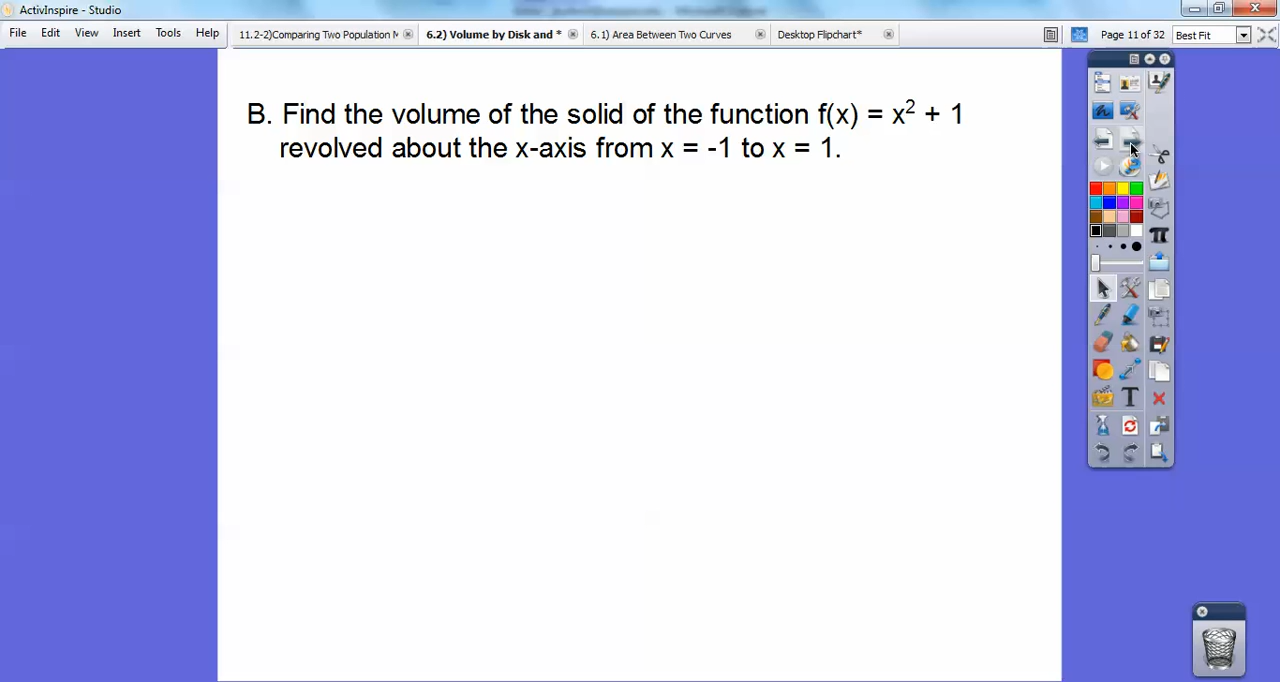 ActivInspire - Studio
File Edit View Insert Tools Help
11.2-2)Comparing Two Population M
6.2) Volume by Disk and *
6.1) Area Between Two Curves
Desktop Flipchart*
Page 11 of 32
Best Fit
B. Find the volume of the solid of the function f(x) = x² + 1
revolved about the x-axis from x = -1 to x = 1.